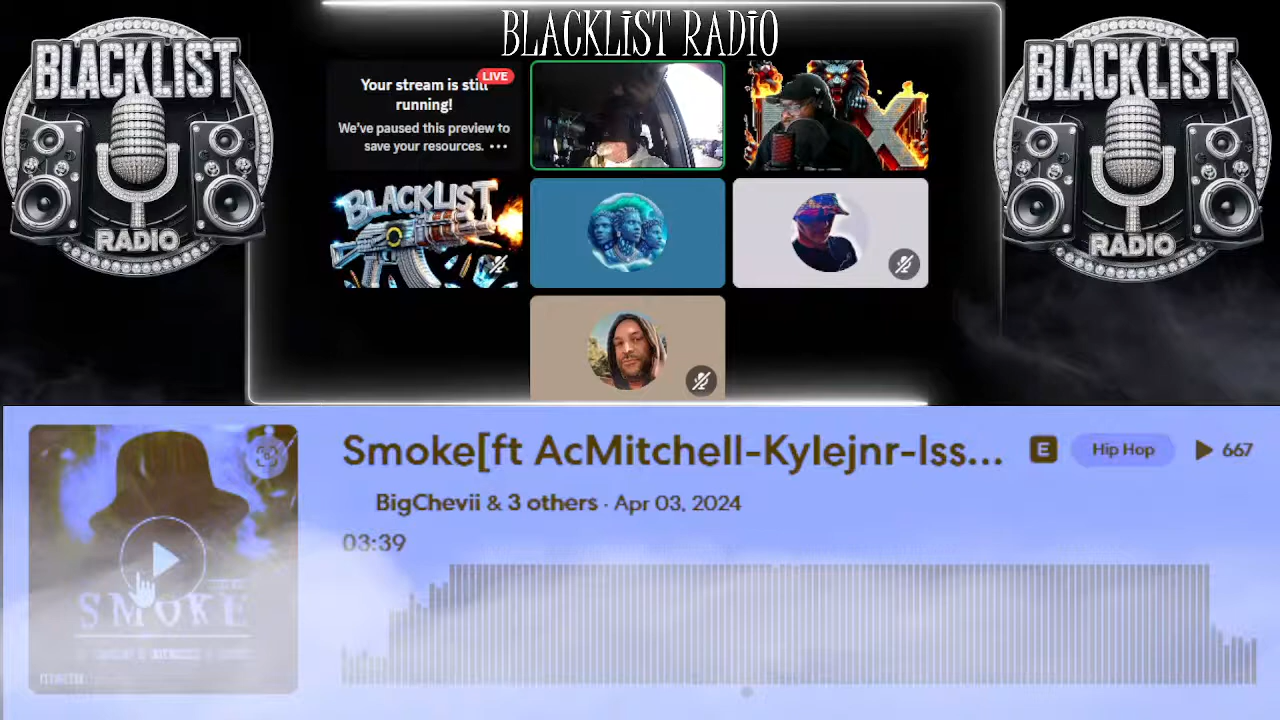 BLACKLIST RADIO
BLACKLIST
RADIO
LIVE
Your stream is still
running!
We've paused this preview to
save your resources.
X
BLACKLIST
BLACKLIST
RADIO
Smoke[ft AcMitchell-Kylejnr-Iss...
E
Hip Hop
667
BigChevii & 3 others · Apr 03, 2024
03:39
SMOKE